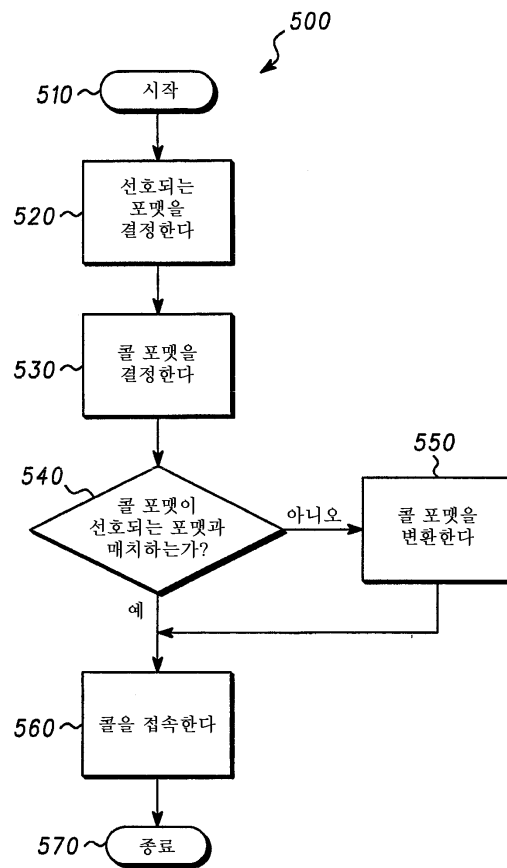 500
510
시작
520
선호되는
포맷을
결정한다
530
콜 포맷을
결정한다
540
콜 포맷이
선호되는 포맷과
매치하는가?
아니오
550
콜 포맷을
변환한다
예
560
콜을 접속한다
570
종료